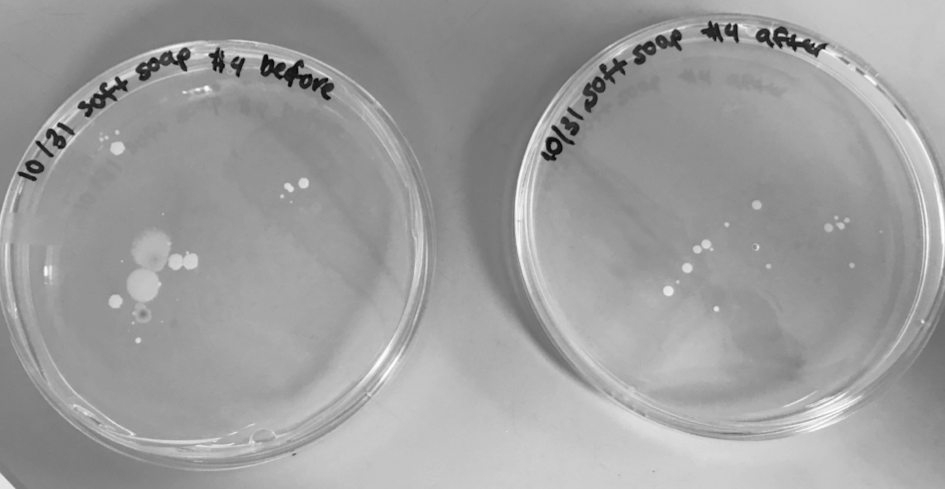 10/31 soft soap #4 before
10/31 soft soap #4 after